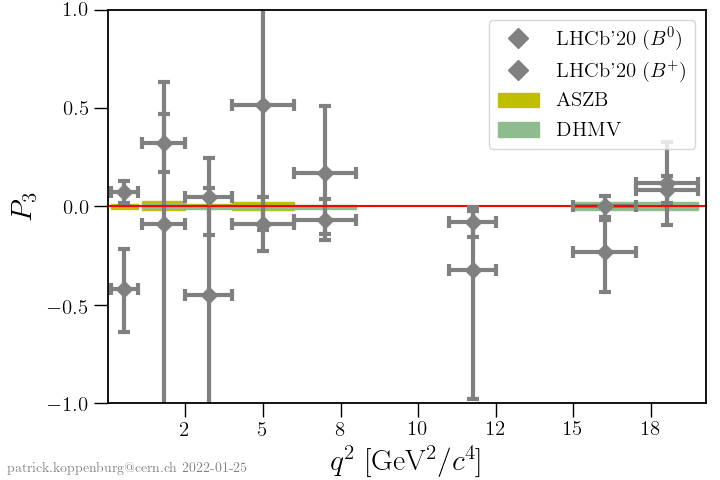 1.0
0.5
0.0
−0.5
−1.0
P3
LHCb'20 (B⁰)
LHCb'20 (B⁺)
ASZB
DHMV
2 5 8 10 12 15 18
q² [GeV²/c⁴]
patrick.koppenburg@cern.ch 2022-01-25